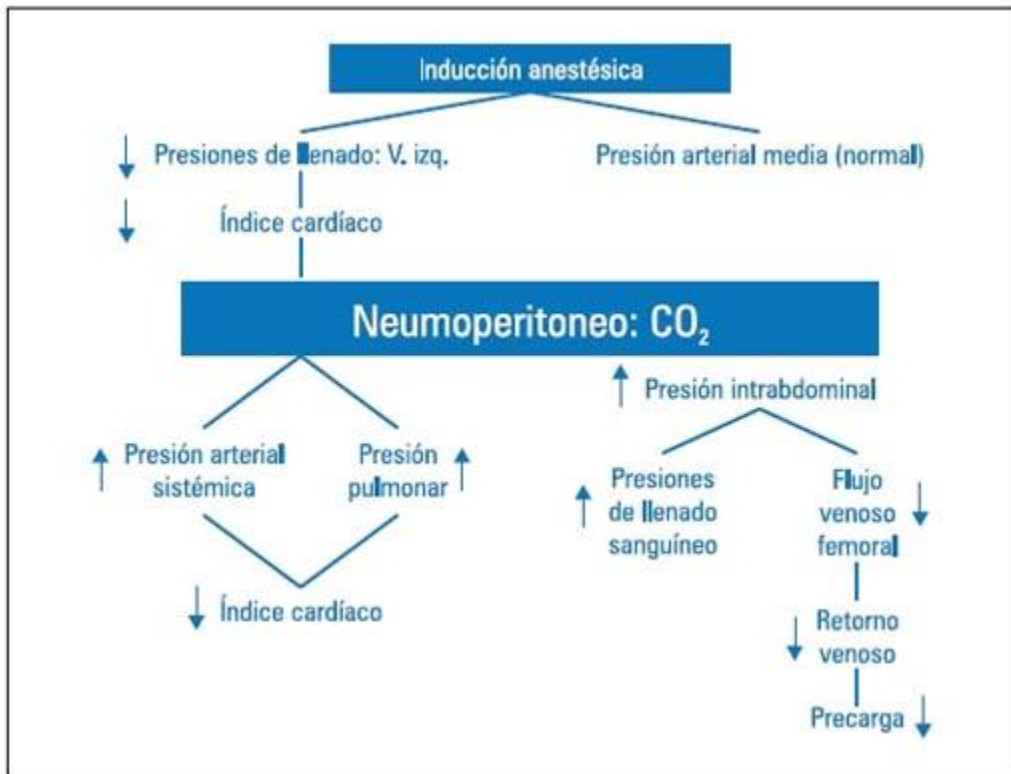 Inducción anestésica
↓ Presiones de llenado: V. izq.
Presión arterial media (normal)
↓ Índice cardíaco
Neumoperitoneo: CO₂
↑ Presión intrabdominal
↑ Presión arterial
sistémica
Presión ↑
pulmonar
↑ Presiones
de llenado
sanguíneo
Flujo ↓
venoso
femoral
↓ Índice cardíaco
↓ Retorno
venoso
Precarga ↓